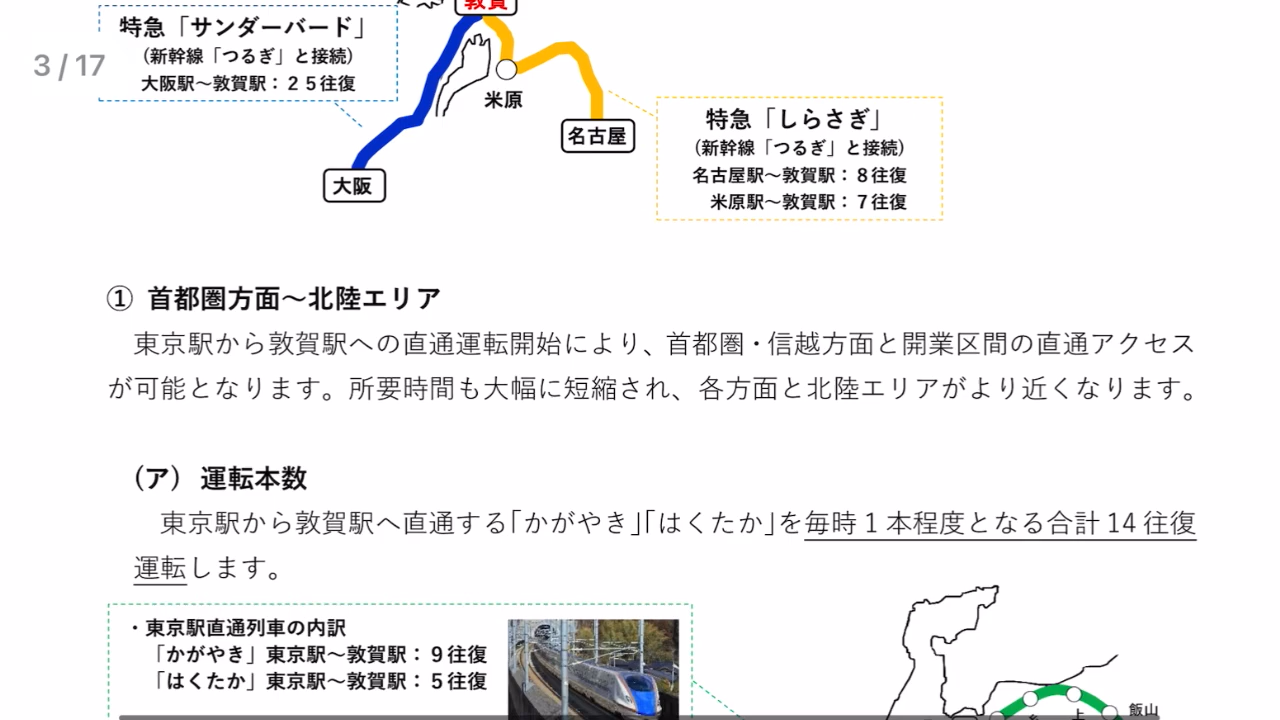 敦賀
特急「サンダーバード」
（新幹線「つるぎ」と接続）
大阪駅～敦賀駅：２５往復
3 / 17
米原
名古屋
大阪
特急「しらさぎ」
（新幹線「つるぎ」と接続）
名古屋駅～敦賀駅：８往復
米原駅～敦賀駅：７往復
① 首都圏方面～北陸エリア
東京駅から敦賀駅への直通運転開始により、首都圏・信越方面と開業区間の直通アクセス
が可能となります。所要時間も大幅に短縮され、各方面と北陸エリアがより近くなります。
（ア） 運転本数
東京駅から敦賀駅へ直通する「かがやき」「はくたか」を毎時１本程度となる合計 14 往復
運転します。
・東京駅直通列車の内訳
「かがやき」東京駅～敦賀駅：９往復
「はくたか」東京駅～敦賀駅：５往復
飯山